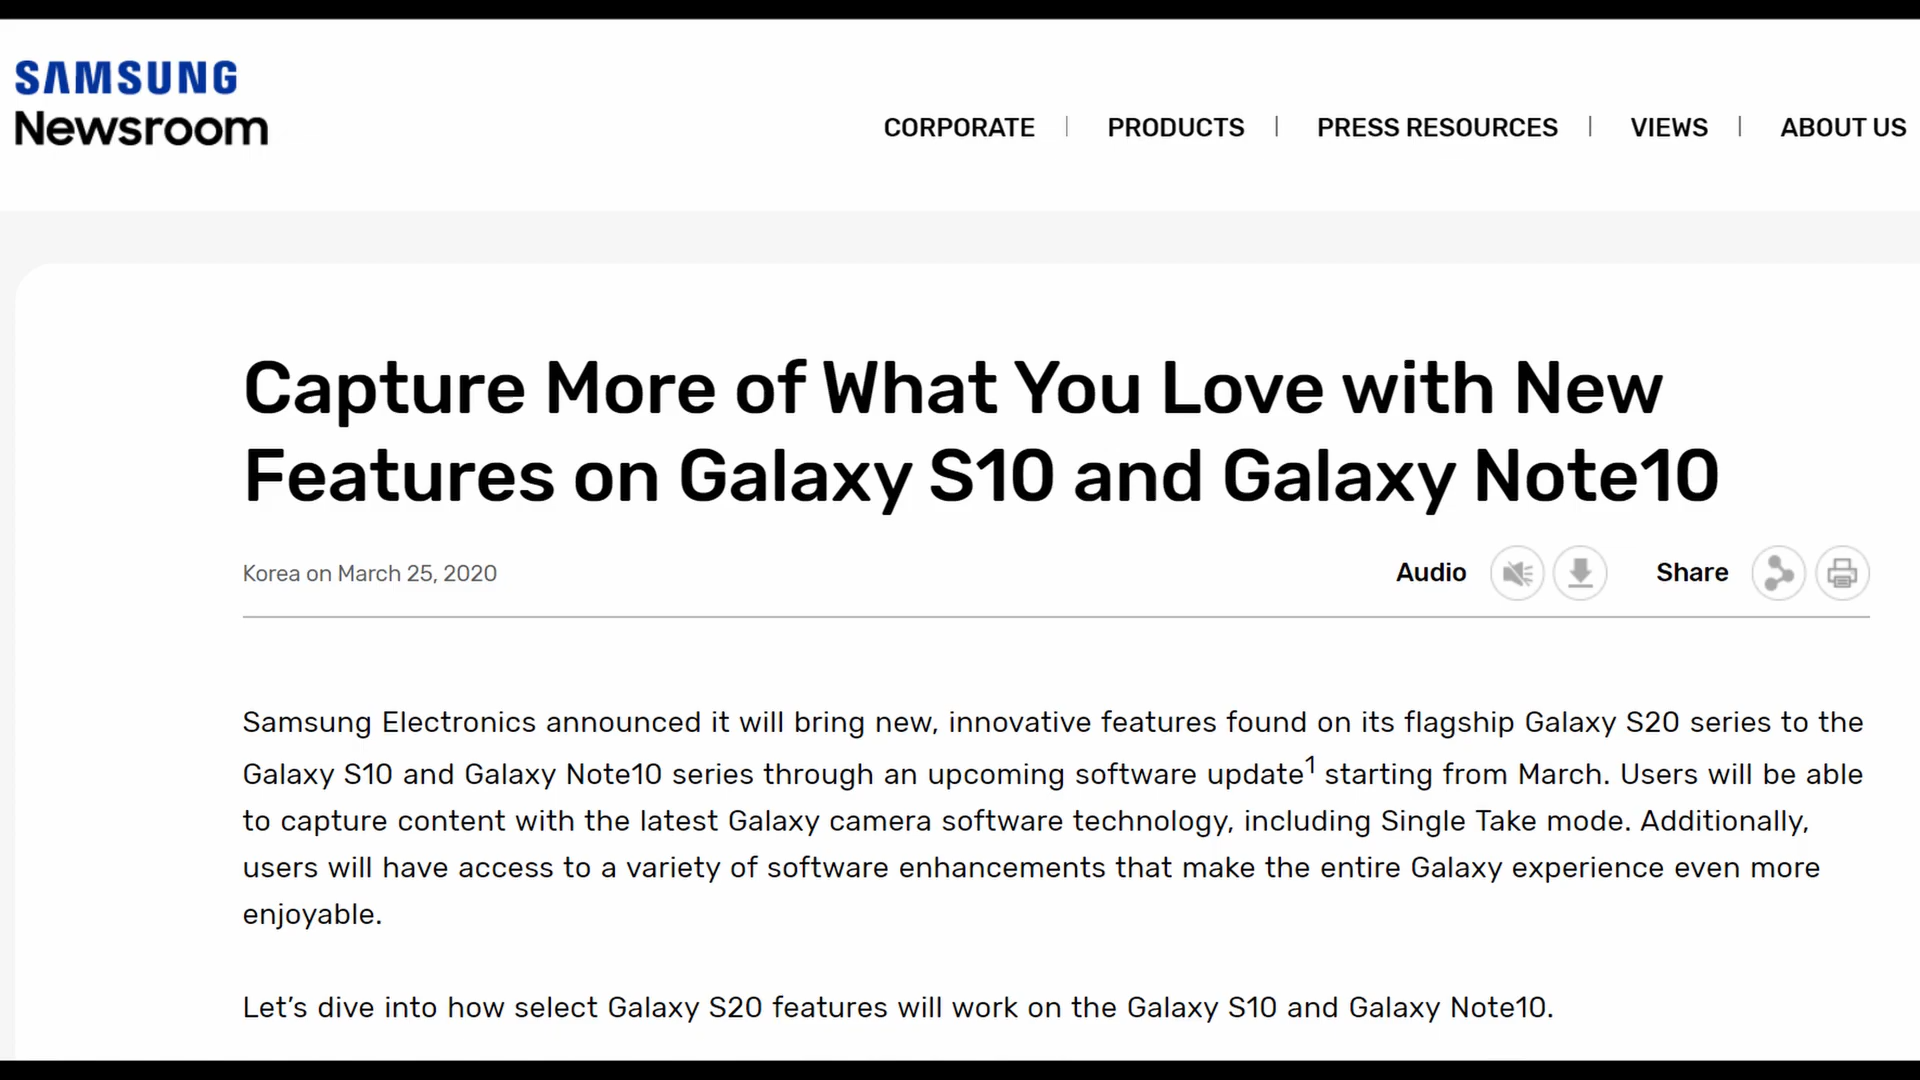 SAMSUNG
Newsroom
CORPORATE | PRODUCTS | PRESS RESOURCES | VIEWS | ABOUT US
Capture More of What You Love with New
Features on Galaxy S10 and Galaxy Note10
Korea on March 25, 2020
Audio
Share
Samsung Electronics announced it will bring new, innovative features found on its flagship Galaxy S20 series to the
Galaxy S10 and Galaxy Note10 series through an upcoming software update¹ starting from March. Users will be able
to capture content with the latest Galaxy camera software technology, including Single Take mode. Additionally,
users will have access to a variety of software enhancements that make the entire Galaxy experience even more
enjoyable.
Let’s dive into how select Galaxy S20 features will work on the Galaxy S10 and Galaxy Note10.